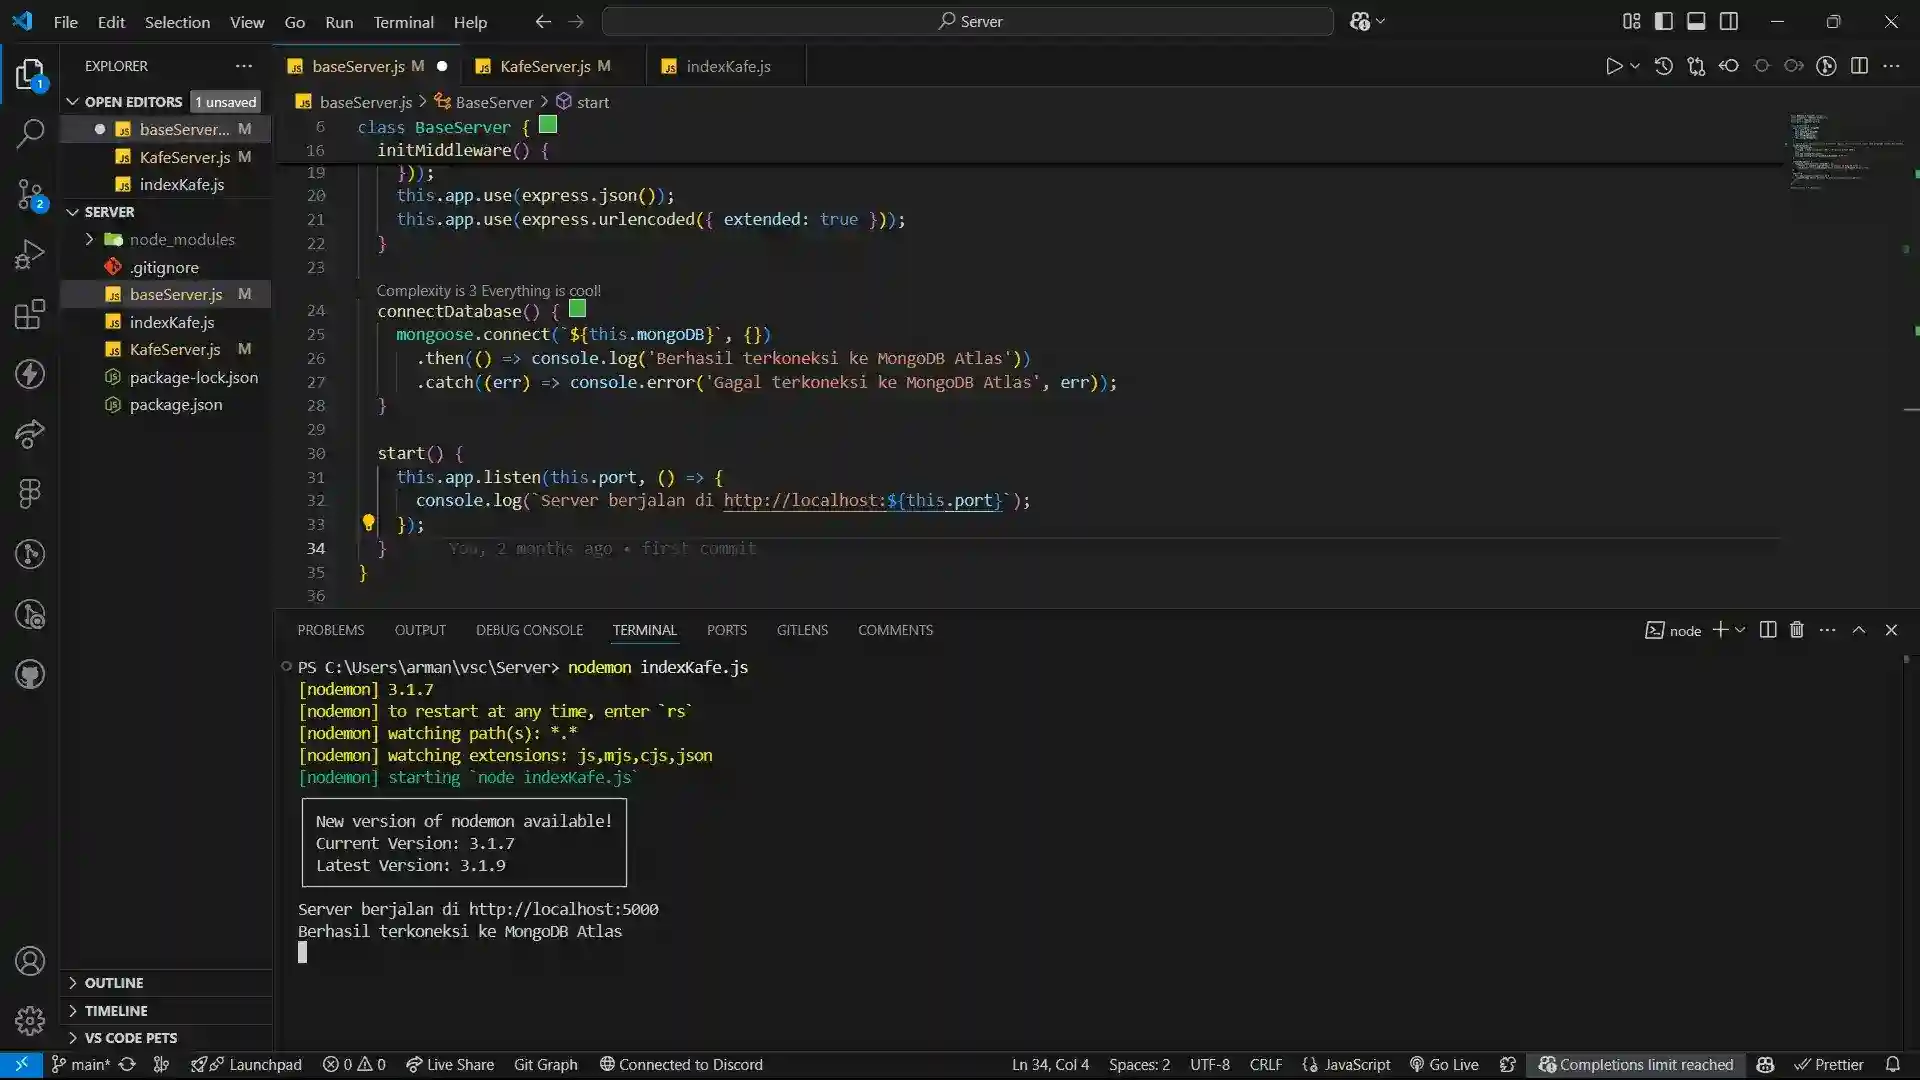 File Edit Selection View Go Run Terminal Help
Server
EXPLORER
OPEN EDITORS 1 unsaved
baseServer... M
KafeServer.js M
indexKafe.js
SERVER
node_modules
.gitignore
baseServer.js M
indexKafe.js
KafeServer.js M
package-lock.json
package.json
OUTLINE
TIMELINE
VS CODE PETS
baseServer.js M
KafeServer.js M
indexKafe.js
baseServer.js > BaseServer > start
6 class BaseServer {
16 initMiddleware() {
19 }));
20 this.app.use(express.json());
21 this.app.use(express.urlencoded({ extended: true }));
22 }
23
Complexity is 3 Everything is cool!
24 connectDatabase() {
25 mongoose.connect(`${this.mongoDB}`, {})
26 .then(() => console.log('Berhasil terkoneksi ke MongoDB Atlas'))
27 .catch((err) => console.error('Gagal terkoneksi ke MongoDB Atlas', err));
28 }
29
30 start() {
31 this.app.listen(this.port, () => {
32 console.log(`Server berjalan di http://localhost:${this.port}`);
33 });
34 } You, 2 months ago • first commit
35 }
36
PROBLEMS OUTPUT DEBUG CONSOLE TERMINAL PORTS GITLENS COMMENTS
node
PS C:\Users\arman\vsc\Server> nodemon indexKafe.js
[nodemon] 3.1.7
[nodemon] to restart at any time, enter `rs`
[nodemon] watching path(s): *.*
[nodemon] watching extensions: js,mjs,cjs,json
[nodemon] starting `node indexKafe.js`
New version of nodemon available!
Current Version: 3.1.7
Latest Version: 3.1.9
Server berjalan di http://localhost:5000
Berhasil terkoneksi ke MongoDB Atlas
main* Launchpad 0 0 Live Share Git Graph Connected to Discord Ln 34, Col 4 Spaces: 2 UTF-8 CRLF {} JavaScript Go Live Completions limit reached Prettier